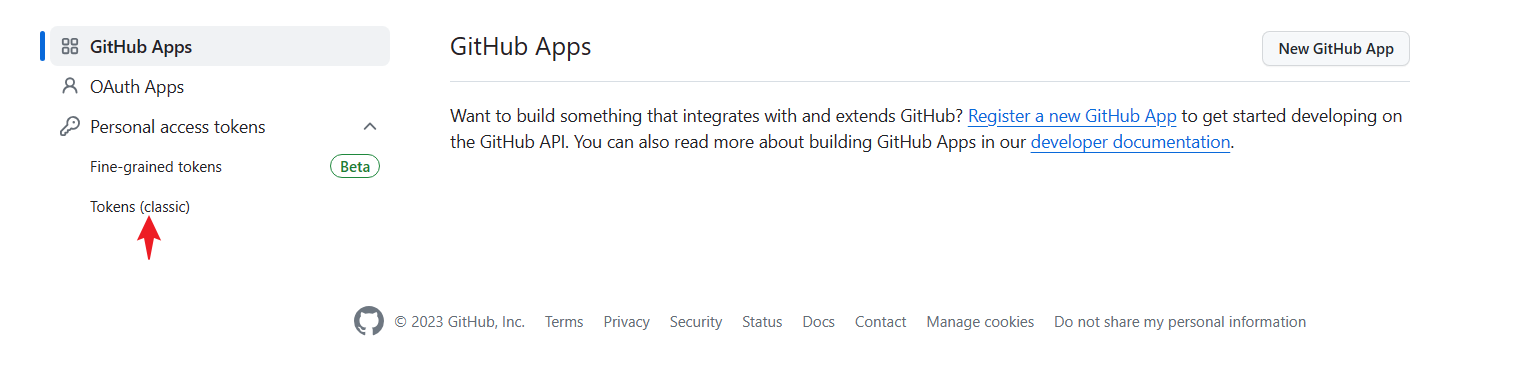 GitHub Apps
OAuth Apps
Personal access tokens
Fine-grained tokens Beta
Tokens (classic)
GitHub Apps New GitHub App
Want to build something that integrates with and extends GitHub? Register a new GitHub App to get started developing on
the GitHub API. You can also read more about building GitHub Apps in our developer documentation.
© 2023 GitHub, Inc. Terms Privacy Security Status Docs Contact Manage cookies Do not share my personal information